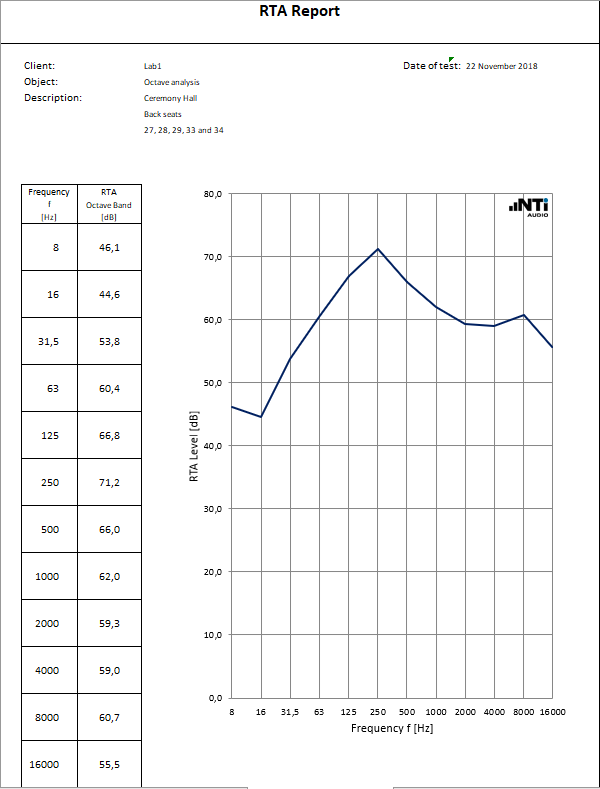 RTA Report
Client: Lab1 Date of test: 22 November 2018
Object: Octave analysis
Description: Ceremony Hall
Back seats
27, 28, 29, 33 and 34
Frequency RTA
f Octave Band
[Hz] [dB]
8 46,1
16 44,6
31,5 53,8
63 60,4
125 66,8
250 71,2
500 66,0
1000 62,0
2000 59,3
4000 59,0
8000 60,7
16000 55,5
NTi
AUDIO
RTA Level [dB]
80,0
70,0
60,0
50,0
40,0
30,0
20,0
10,0
0,0
8 16 31,5 63 125 250 500 1000 2000 4000 8000 16000
Frequency f [Hz]